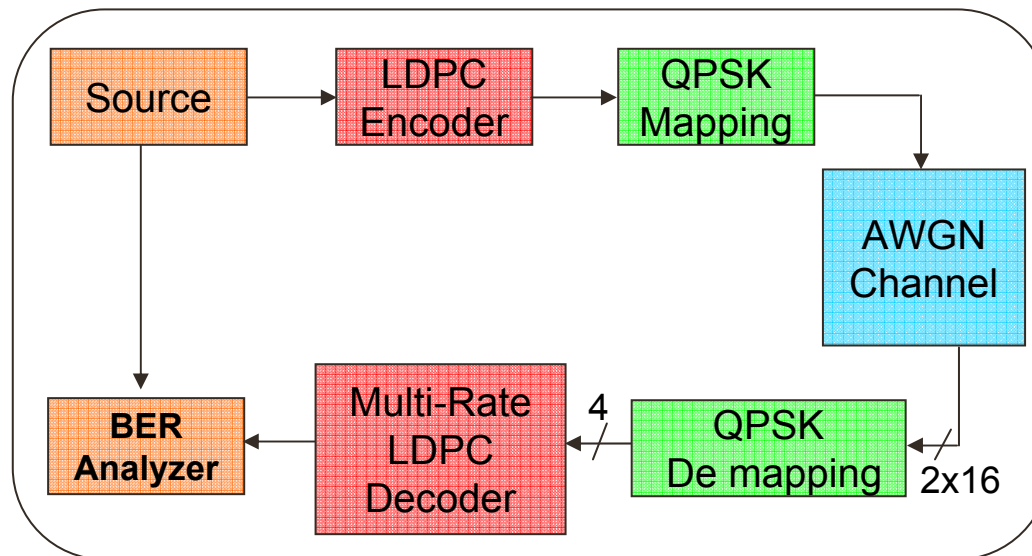 Source
LDPC
Encoder
QPSK
Mapping
AWGN
Channel
2x16
QPSK
De mapping
4
Multi-Rate
LDPC
Decoder
BER
Analyzer